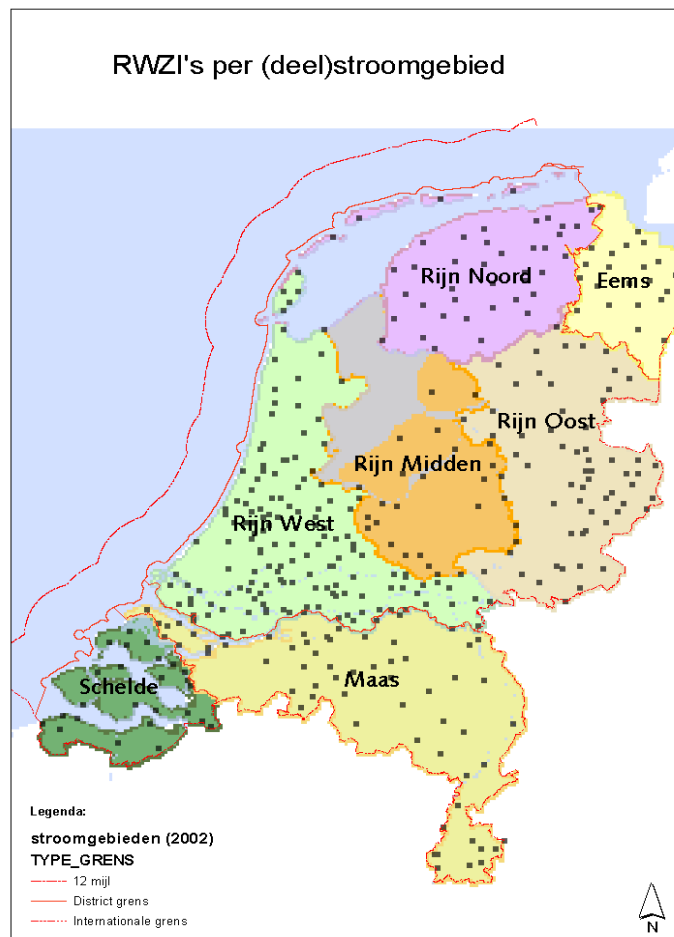 RWZI's per (deel)stroomgebied
Rijn Noord
Eems
Rijn Oost
Rijn Midden
Rijn West
Maas
Schelde
Legenda:
stroomgebieden (2002)
TYPE_GRENS
12 mijl
District grens
Internationale grens
N